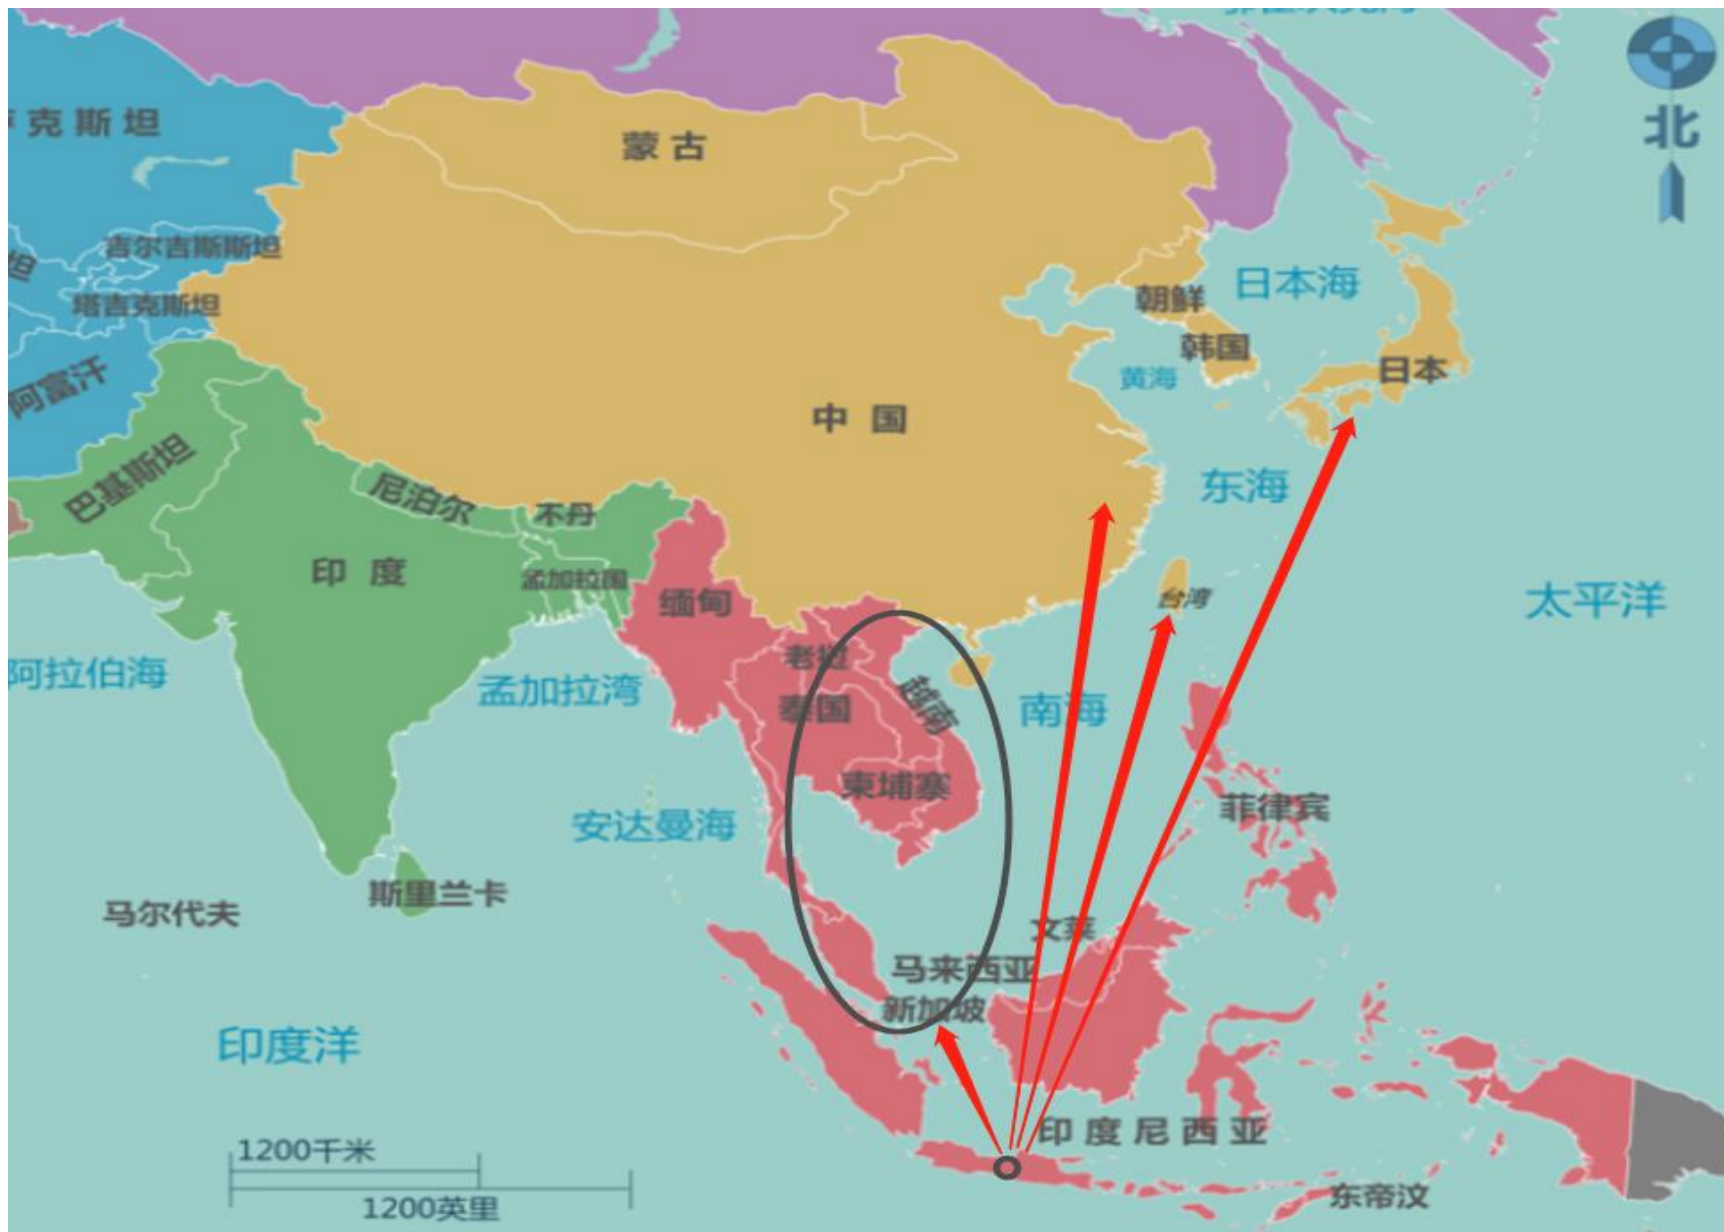 北
蒙古
克斯坦
吉尔吉斯斯坦
坦
塔吉克斯坦
日本海
朝鲜
韩国
日本
阿富汗
黄海
中国
巴基斯坦
尼泊尔
不丹
东海
印度
孟加拉国
缅甸
台湾
太平洋
阿拉伯海
孟加拉湾
老挝
泰国
越南
南海
柬埔寨
菲律宾
安达曼海
斯里兰卡
马尔代夫
文莱
马来西亚
新加坡
印度洋
印度尼西亚
1200千米
1200英里
东帝汶